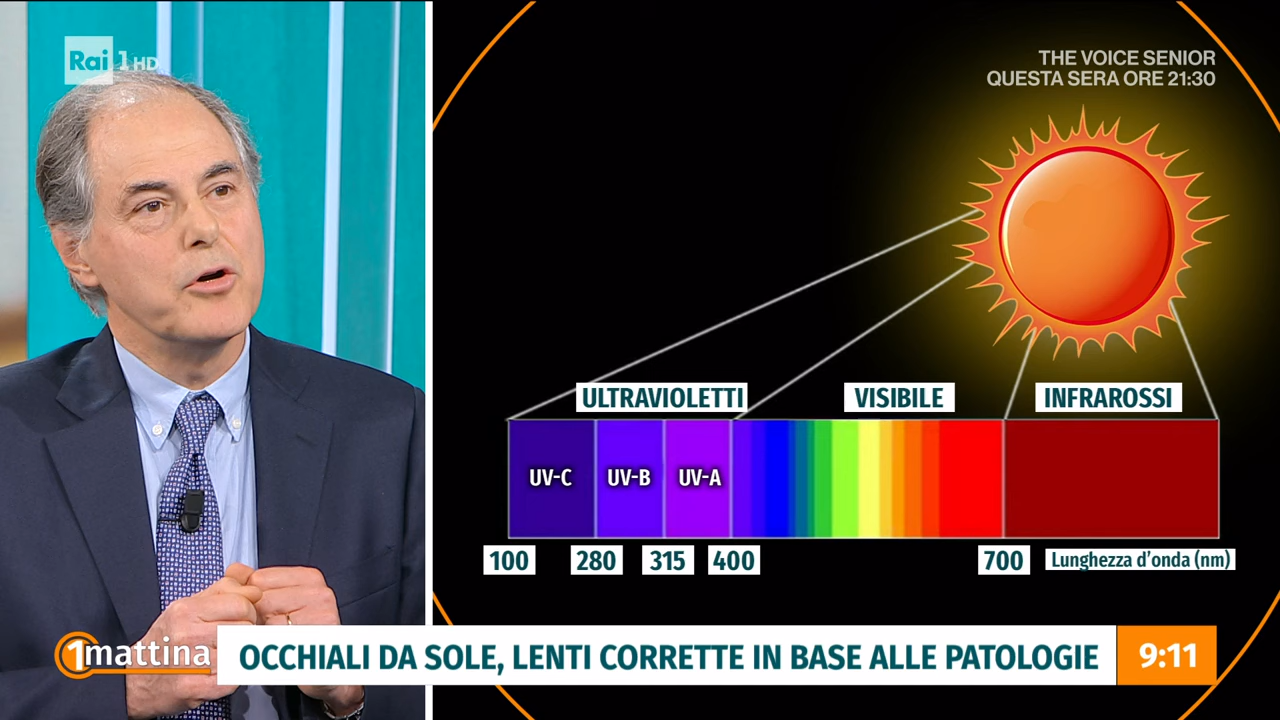 Rai 1 HD
THE VOICE SENIOR
QUESTA SERA ORE 21:30
ULTRAVIOLETTI
VISIBILE
INFRAROSSI
UV-C
UV-B
UV-A
100
280
315
400
700
Lunghezza d'onda (nm)
1mattina
OCCHIALI DA SOLE, LENTI CORRETTE IN BASE ALLE PATOLOGIE
9:11